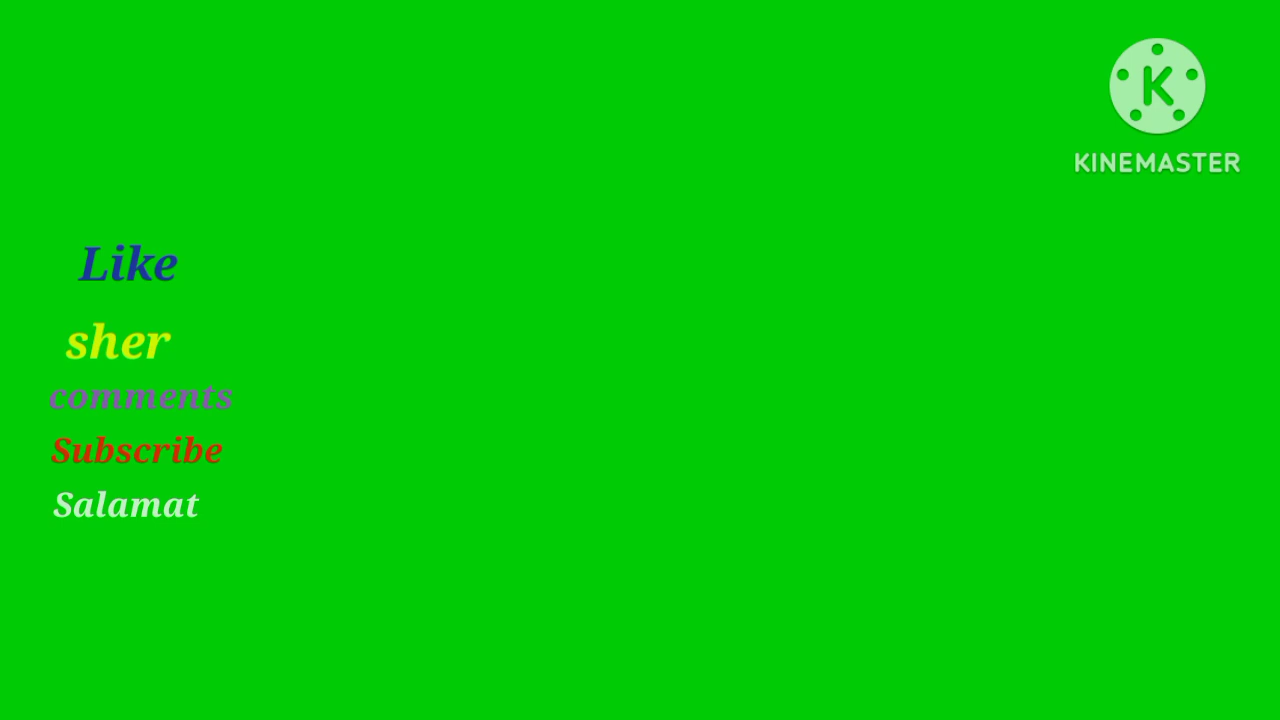 K
KINEMASTER
Like
sher
comments
Subscribe
Salamat